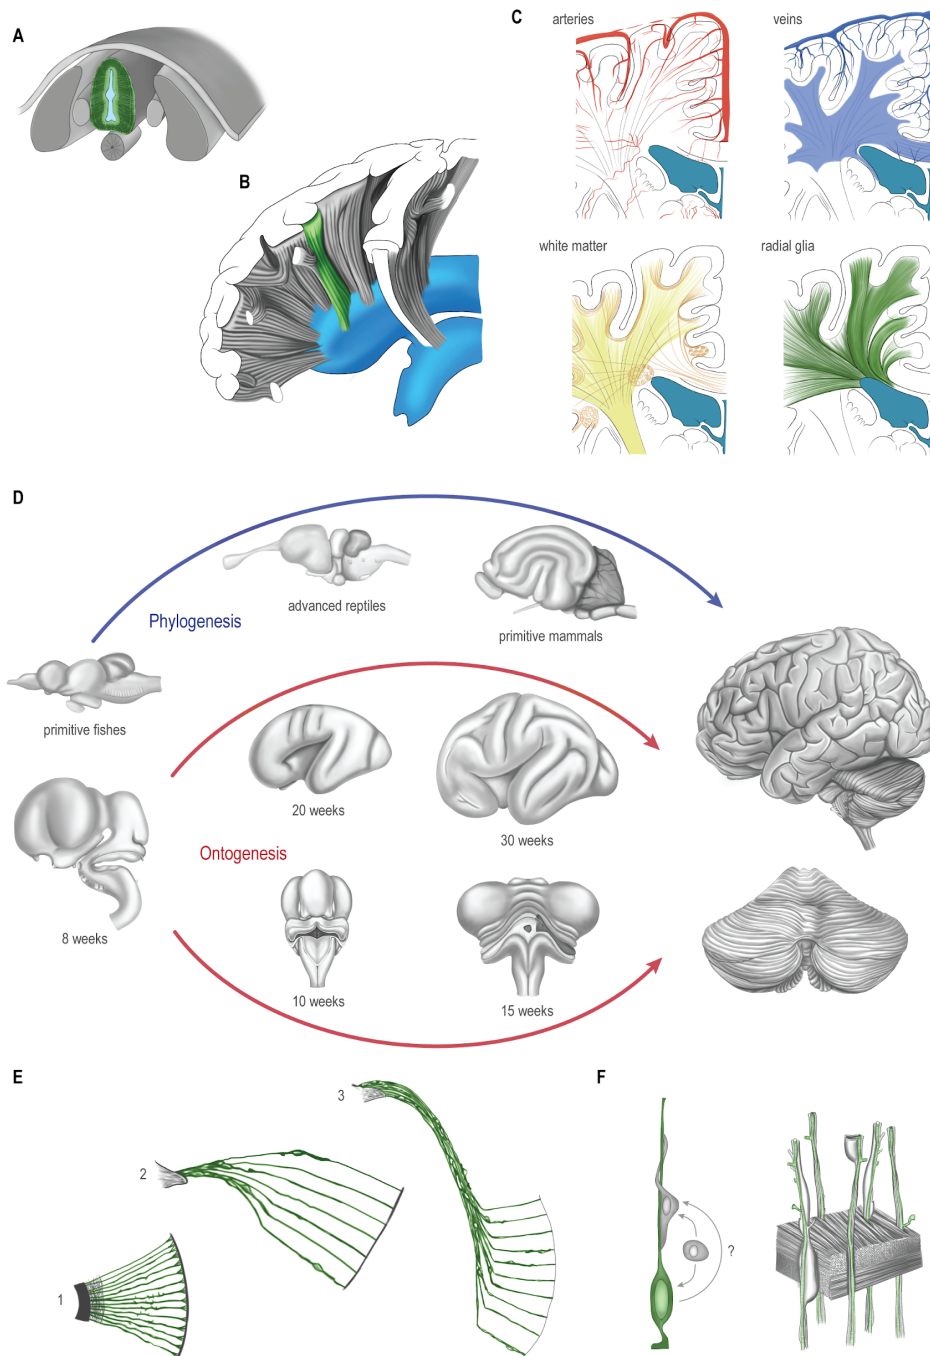 A
B
C
arteries
veins
white matter
radial glia
D
Phylogenesis
primitive fishes
advanced reptiles
primitive mammals
Ontogenesis
8 weeks
20 weeks
30 weeks
10 weeks
15 weeks
E
1
2
3
F
?